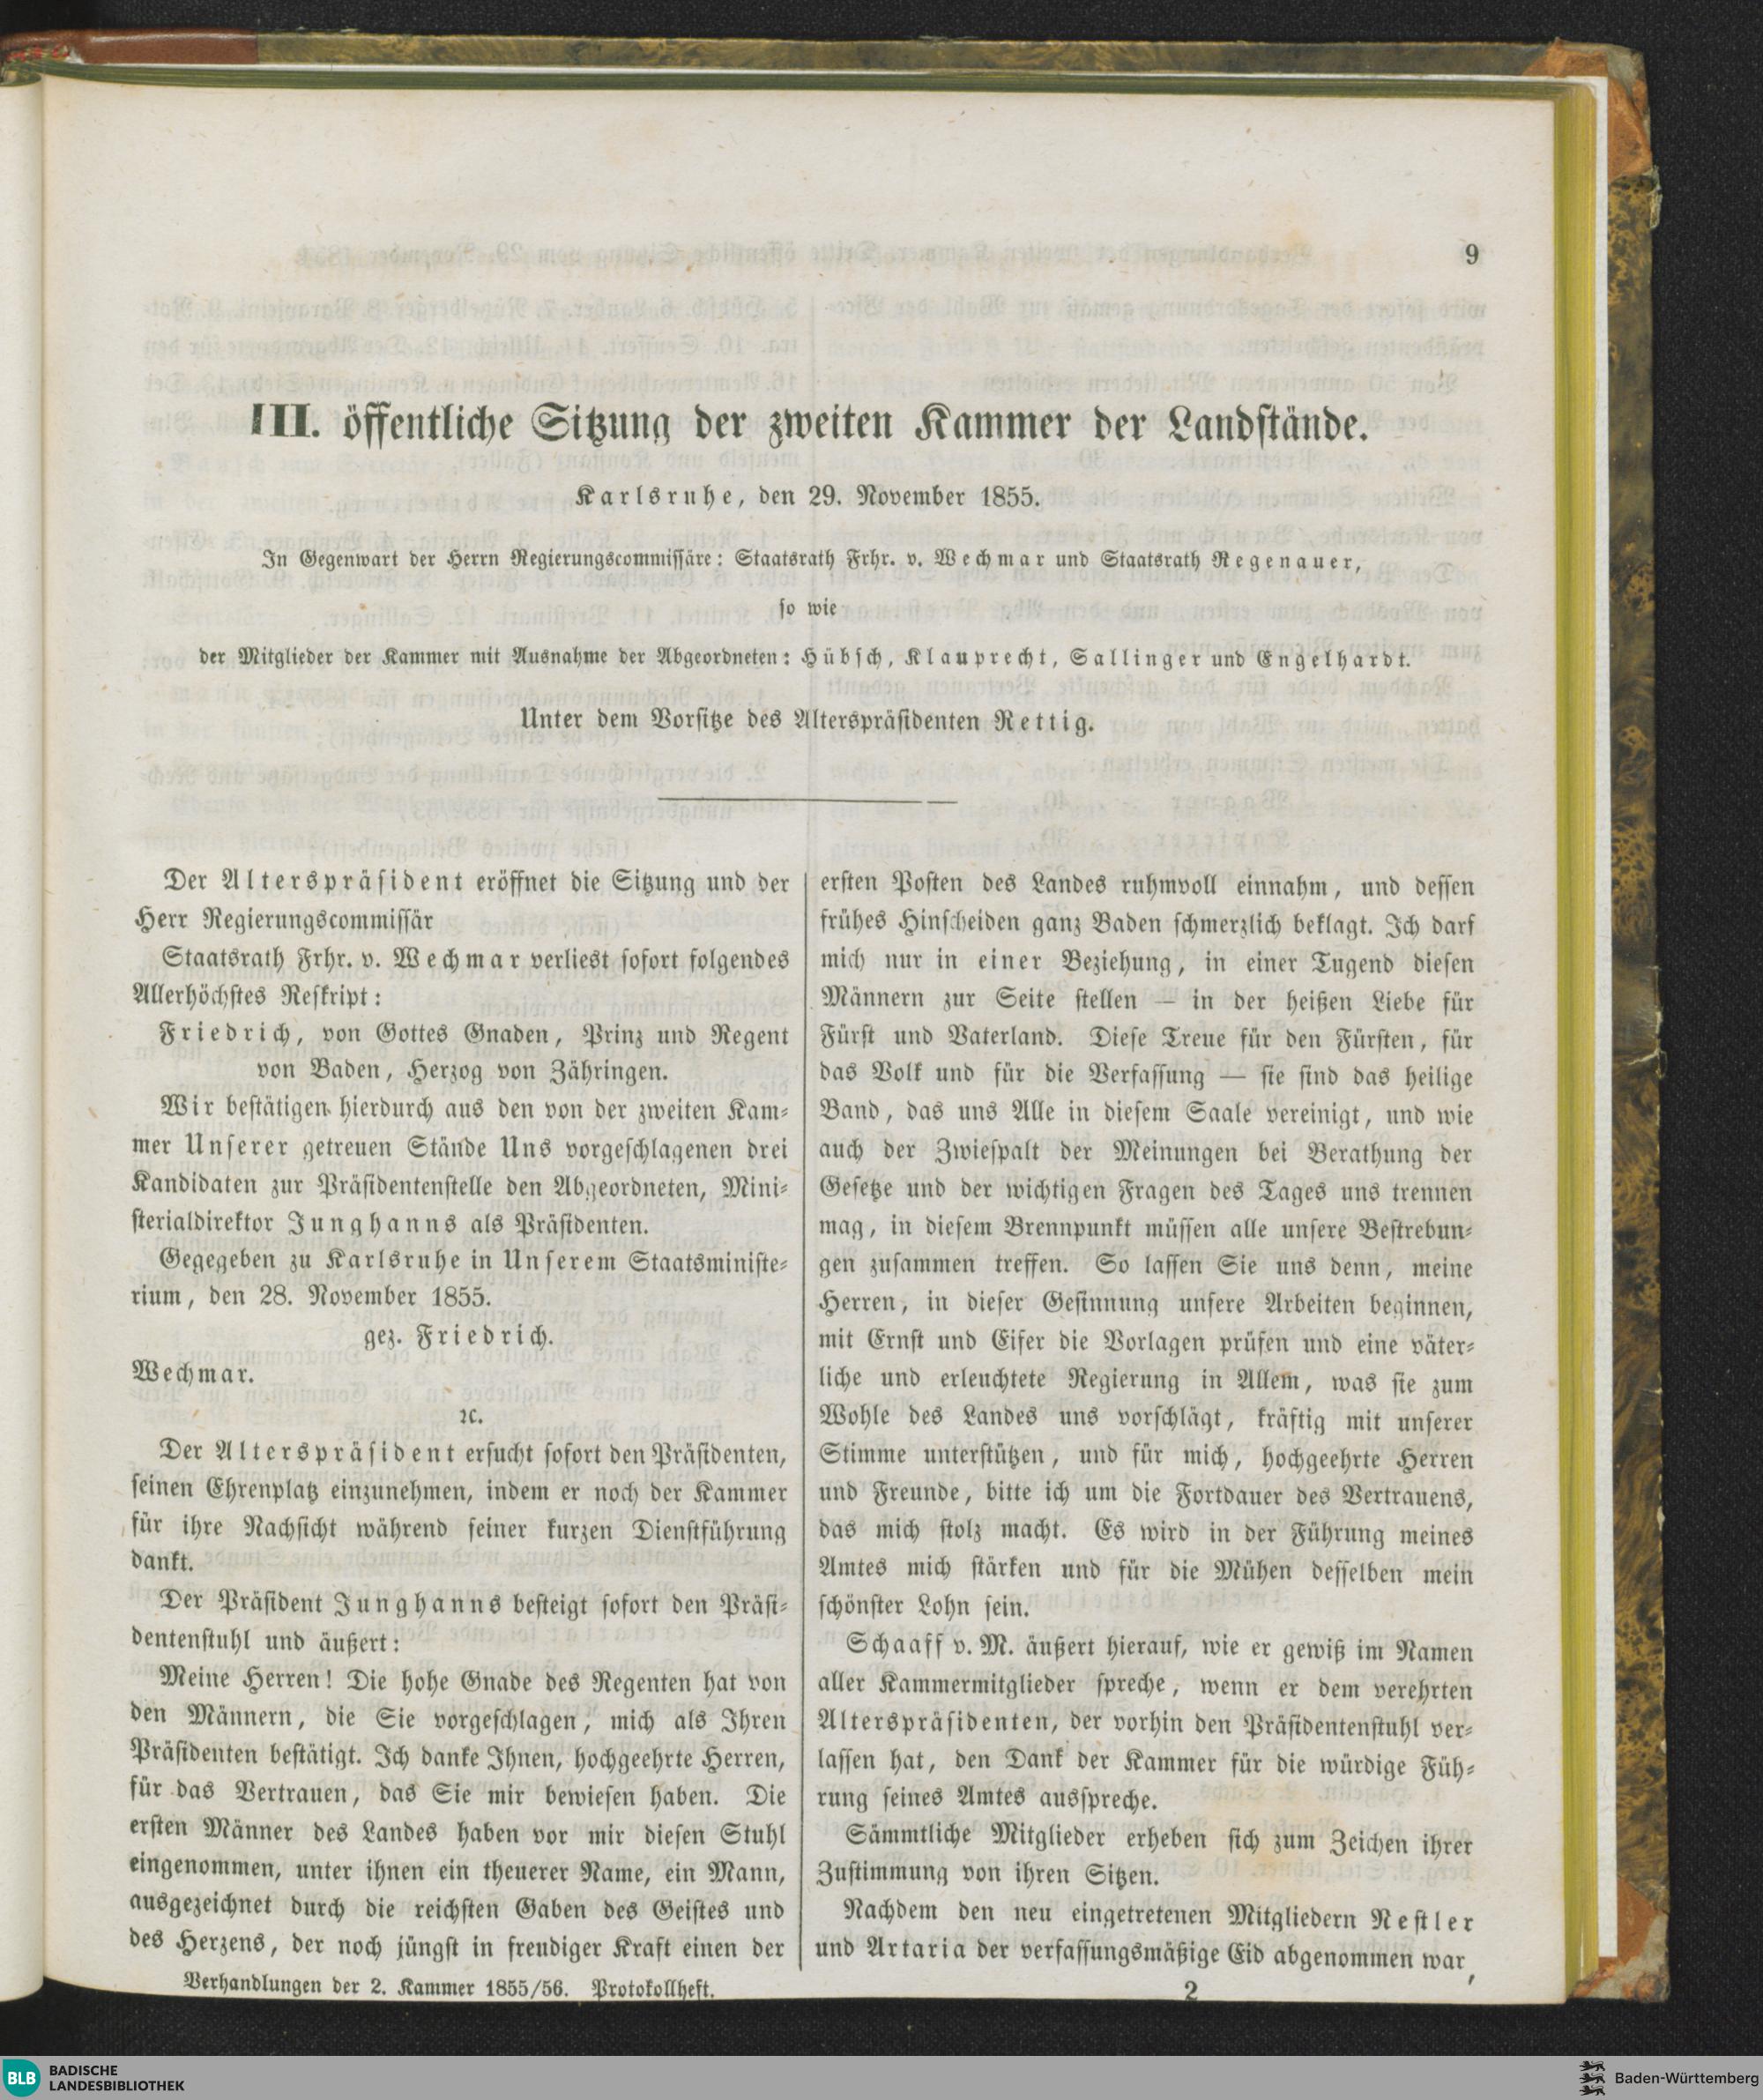 9
III. öffentliche Sitzung der zweiten Kammer der Landstände.
Karlsruhe, den 29. November 1855.
In Gegenwart der Herrn Regierungscommissäre: Staatsrath Frhr. v. Wechmar und Staatsrath Regenauer,
so wie
der Mitglieder der Kammer mit Ausnahme der Abgeordneten: Hübsch, Klauprecht, Sallinger und Engelhardt.
Unter dem Vorsitze des Alterspräsidenten Rettig.
Der Alterspräsident eröffnet die Sitzung und der
Herr Regierungscommissär
Staatsrath Frhr. v. Wechmar verliest sofort folgendes
Allerhöchstes Reskript:
Friedrich, von Gottes Gnaden, Prinz und Regent
von Baden, Herzog von Zähringen.
Wir bestätigen hierdurch aus den von der zweiten Kam-
mer Unserer getreuen Stände Uns vorgeschlagenen drei
Kandidaten zur Präsidentenstelle den Abgeordneten, Mini-
sterialdirektor Junghanns als Präsidenten.
Gegegeben zu Karlsruhe in Unserem Staatsministe-
rium, den 28. November 1855.
gez. Friedrich.
Wechmar.
ꝛc.
Der Alterspräsident ersucht sofort den Präsidenten,
seinen Ehrenplatz einzunehmen, indem er noch der Kammer
für ihre Nachsicht während seiner kurzen Dienstführung
dankt.
Der Präsident Junghanns besteigt sofort den Präsi-
dentenstuhl und äußert:
Meine Herren! Die hohe Gnade des Regenten hat von
den Männern, die Sie vorgeschlagen, mich als Ihren
Präsidenten bestätigt. Ich danke Ihnen, hochgeehrte Herren,
für das Vertrauen, das Sie mir bewiesen haben. Die
ersten Männer des Landes haben vor mir diesen Stuhl
eingenommen, unter ihnen ein theuerer Name, ein Mann,
ausgezeichnet durch die reichsten Gaben des Geistes und
des Herzens, der noch jüngst in freudiger Kraft einen der
Verhandlungen der 2. Kammer 1855/56. Protokollheft.
ersten Posten des Landes ruhmvoll einnahm, und dessen
frühes Hinscheiden ganz Baden schmerzlich beklagt. Ich darf
mich nur in einer Beziehung, in einer Tugend diesen
Männern zur Seite stellen — in der heißen Liebe für
Fürst und Vaterland. Diese Treue für den Fürsten, für
das Volk und für die Verfassung — sie sind das heilige
Band, das uns Alle in diesem Saale vereinigt, und wie
auch der Zwiespalt der Meinungen bei Berathung der
Gesetze und der wichtigen Fragen des Tages uns trennen
mag, in diesem Brennpunkt müssen alle unsere Bestrebun-
gen zusammen treffen. So lassen Sie uns denn, meine
Herren, in dieser Gesinnung unsere Arbeiten beginnen,
mit Ernst und Eifer die Vorlagen prüfen und eine väter-
liche und erleuchtete Regierung in Allem, was sie zum
Wohle des Landes uns vorschlägt, kräftig mit unserer
Stimme unterstützen, und für mich, hochgeehrte Herren
und Freunde, bitte ich um die Fortdauer des Vertrauens,
das mich stolz macht. Es wird in der Führung meines
Amtes mich stärken und für die Mühen desselben mein
schönster Lohn sein.
Schaaff v. M. äußert hierauf, wie er gewiß im Namen
aller Kammermitglieder spreche, wenn er dem verehrten
Alterspräsidenten, der vorhin den Präsidentenstuhl ver-
lassen hat, den Dank der Kammer für die würdige Füh-
rung seines Amtes ausspreche.
Sämmtliche Mitglieder erheben sich zum Zeichen ihrer
Zustimmung von ihren Sitzen.
Nachdem den neu eingetretenen Mitgliedern Nestler
und Artaria der verfassungsmäßige Eid abgenommen war,
2
BLB BADISCHE
LANDESBIBLIOTHEK
Baden-Württemberg